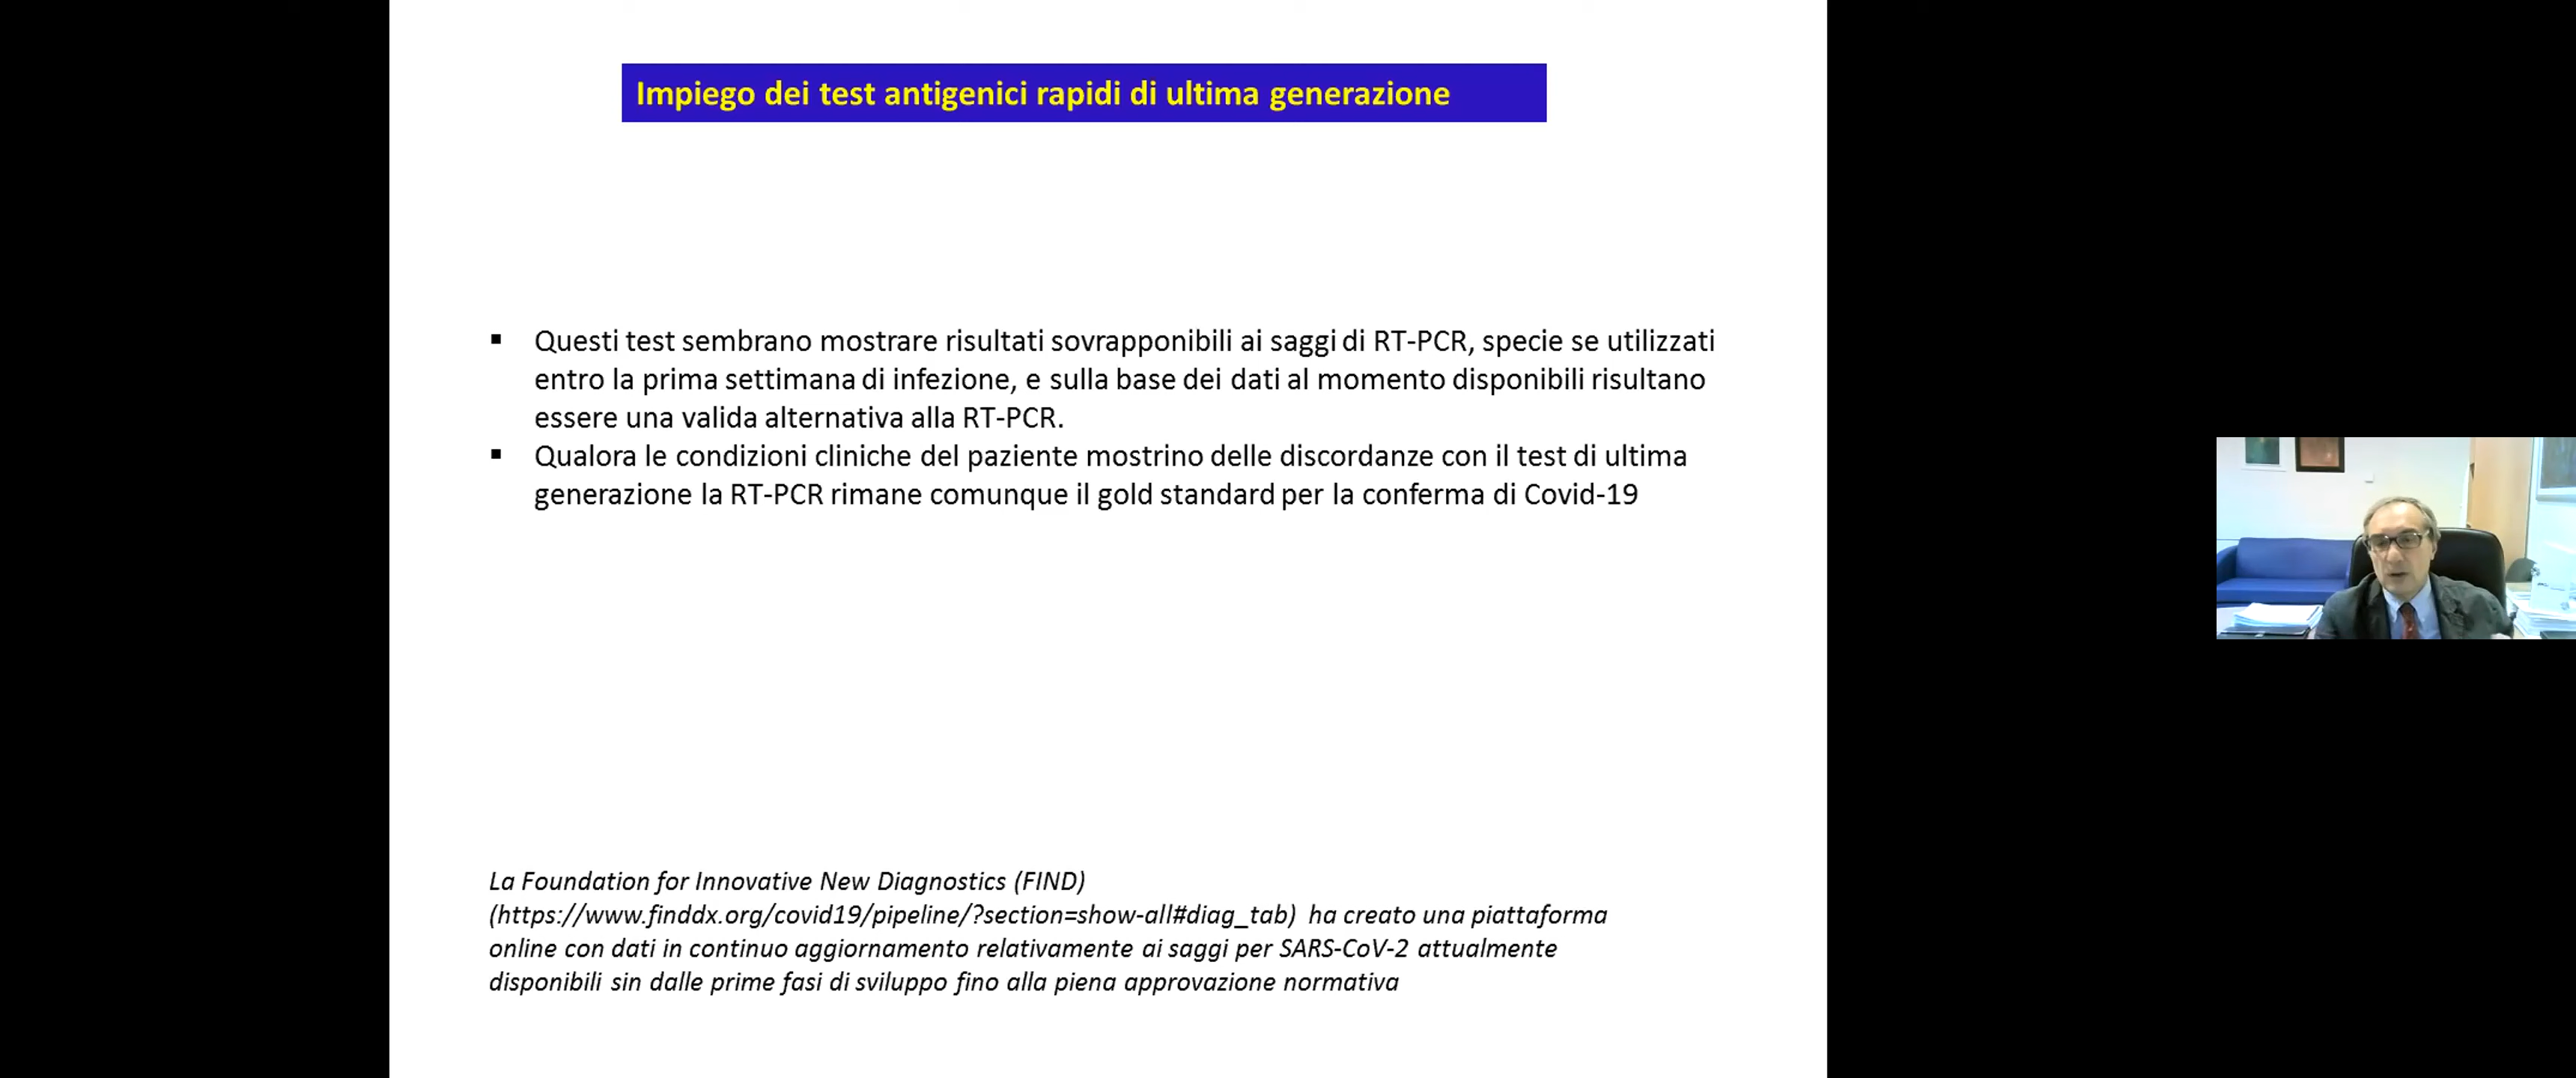 Impiego dei test antigenici rapidi di ultima generazione
▪ Questi test sembrano mostrare risultati sovrapponibili ai saggi di RT-PCR, specie se utilizzati
entro la prima settimana di infezione, e sulla base dei dati al momento disponibili risultano
essere una valida alternativa alla RT-PCR.
▪ Qualora le condizioni cliniche del paziente mostrino delle discordanze con il test di ultima
generazione la RT-PCR rimane comunque il gold standard per la conferma di Covid-19
La Foundation for Innovative New Diagnostics (FIND)
(https://www.finddx.org/covid19/pipeline/?section=show-all#diag_tab) ha creato una piattaforma
online con dati in continuo aggiornamento relativamente ai saggi per SARS-CoV-2 attualmente
disponibili sin dalle prime fasi di sviluppo fino alla piena approvazione normativa